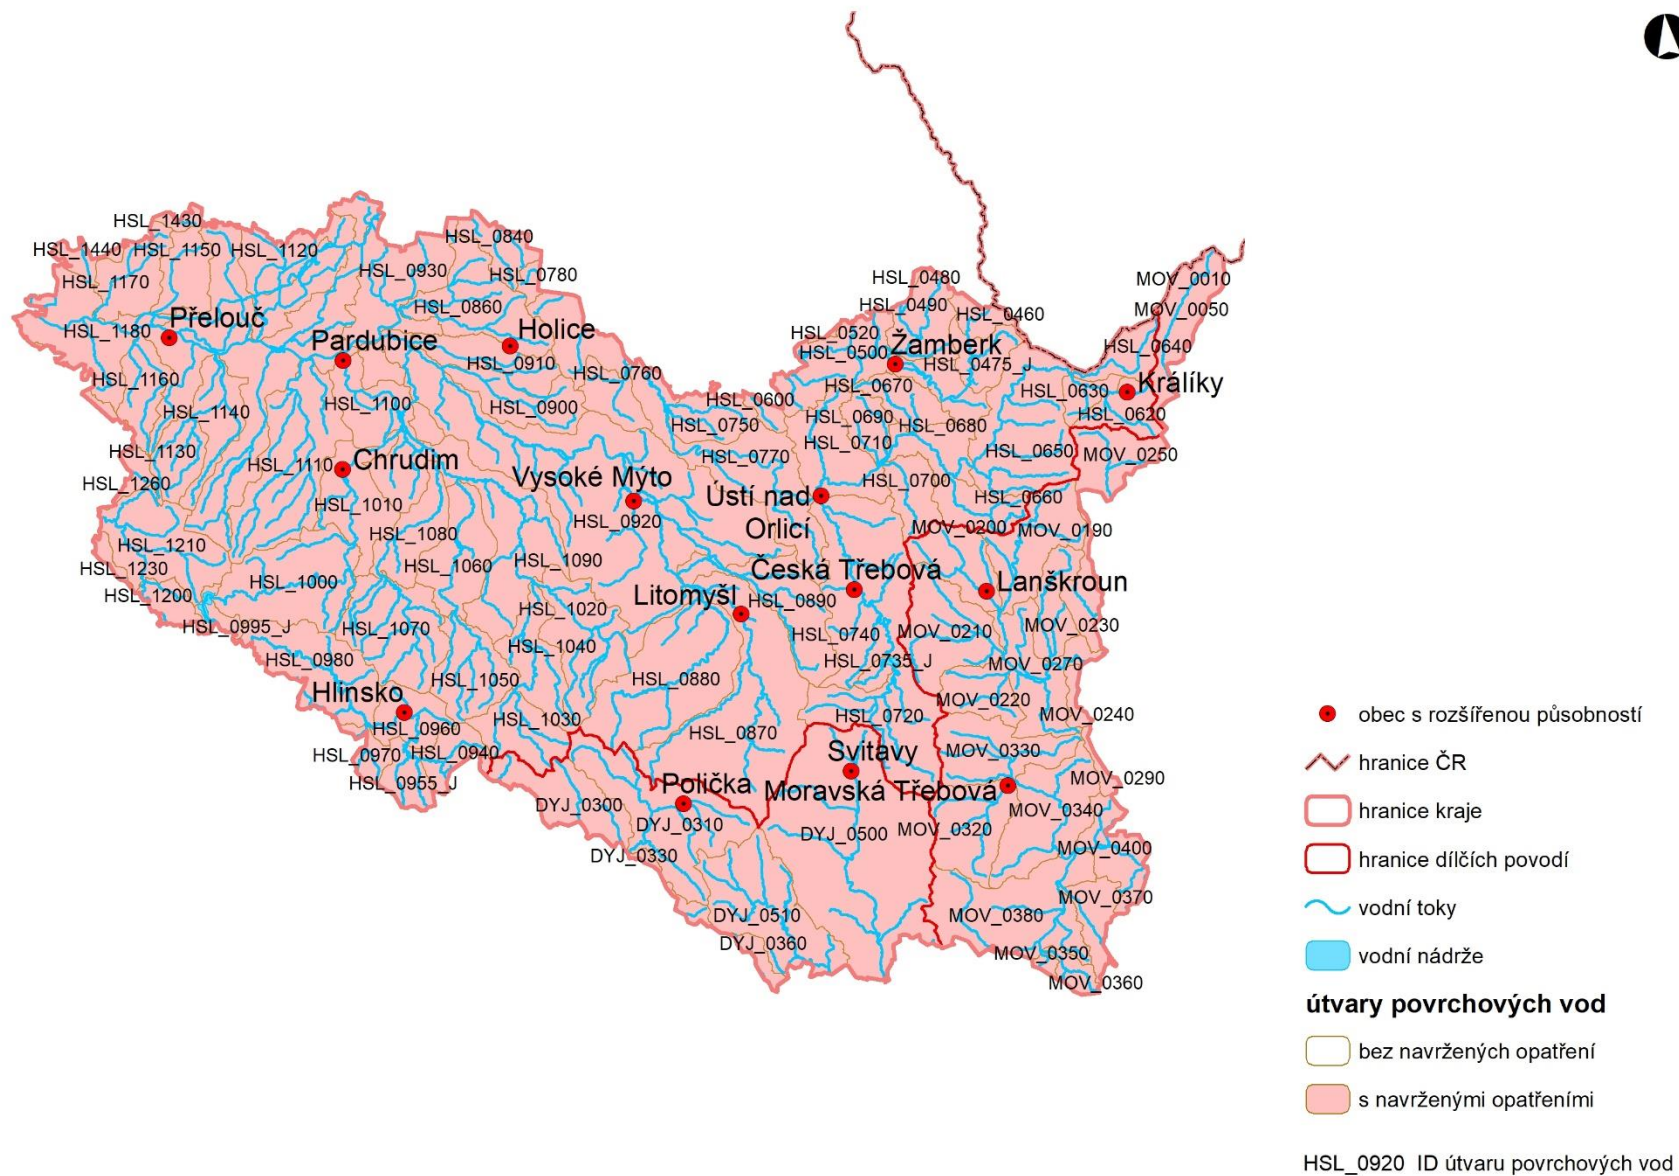 HSL_1430
HSL_1440
HSL_1150
HSL_1120
HSL_0840
HSL_0930
HSL_0780
HSL_1170
HSL_0860
HSL_1180
Přelouč
Pardubice
Holice
HSL_0910
HSL_0760
HSL_1160
HSL_1140
HSL_1100
HSL_0900
HSL_0480
HSL_0490
HSL_0460
HSL_0520
HSL_0500
Žamberk
HSL_0475_J
HSL_0670
MOV_0010
MOV_0050
HSL_0640
HSL_0630
Králíky
HSL_0620
HSL_0600
HSL_0750
HSL_0690
HSL_0680
HSL_0710
HSL_0770
HSL_0650
MOV_0250
HSL_1130
HSL_1110
Chrudim
HSL_1260
HSL_1010
Vysoké Mýto
HSL_0920
Ústí nad
Orlicí
HSL_0700
HSL_0660
MOV_0200
MOV_0190
HSL_1210
HSL_1230
HSL_1200
HSL_1080
HSL_1060
HSL_1090
HSL_1000
Česká Třebová
Lanškroun
Litomyšl
HSL_0890
HSL_1020
HSL_0995_J
HSL_1070
HSL_1040
HSL_0740
MOV_0210
MOV_0230
HSL_0980
HSL_0735_J
MOV_0270
Hlinsko
HSL_1050
HSL_0880
MOV_0220
HSL_0960
HSL_1030
HSL_0720
MOV_0240
HSL_0970
HSL_0940
HSL_0870
MOV_0330
HSL_0955_J
Svitavy
Polička
Moravská Třebová
MOV_0290
DYJ_0300
DYJ_0310
DYJ_0500
MOV_0320
MOV_0340
DYJ_0330
MOV_0400
MOV_0370
DYJ_0510
MOV_0380
DYJ_0360
MOV_0350
MOV_0360
obec s rozšířenou působností
hranice ČR
hranice kraje
hranice dílčích povodí
vodní toky
vodní nádrže
útvary povrchových vod
bez navržených opatření
s navrženými opatřeními
HSL_0920 ID útvaru povrchových vod